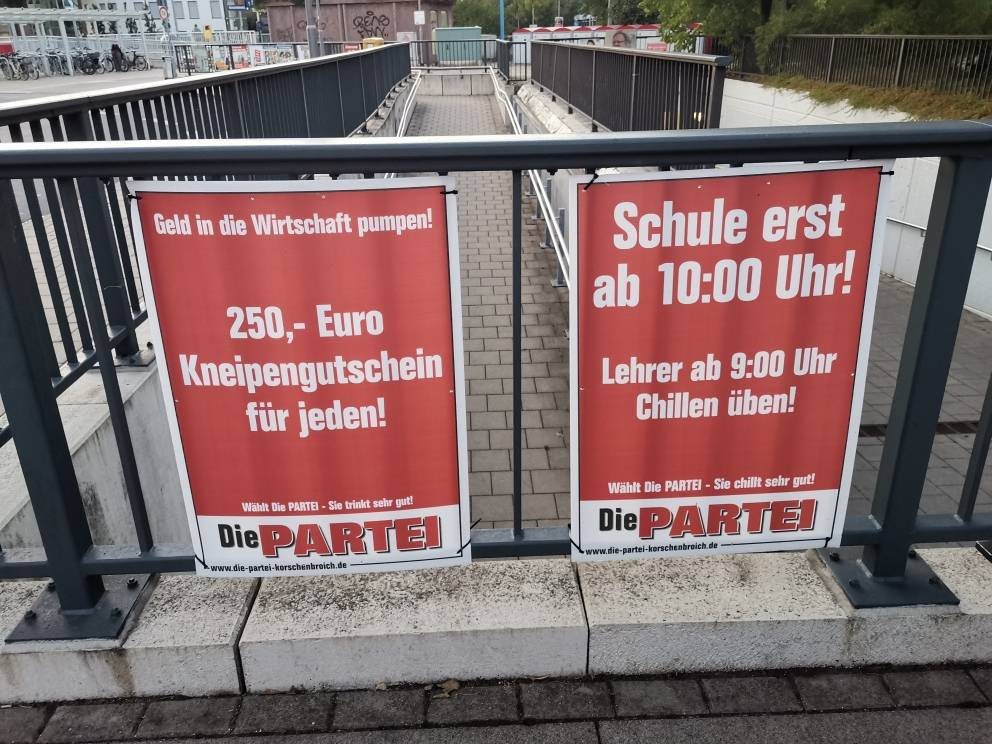 Geld in die Wirtschaft pumpen!
250,- Euro
Kneipengutschein
für jeden!
Wählt Die PARTEI - Sie trinkt sehr gut!
Die PARTEI
www.die-partei-korschenbroich.de
Schule erst
ab 10:00 Uhr!
Lehrer ab 9:00 Uhr
Chillen üben!
Wählt Die PARTEI - Sie chillt sehr gut!
Die PARTEI
www.die-partei-korschenbroich.de